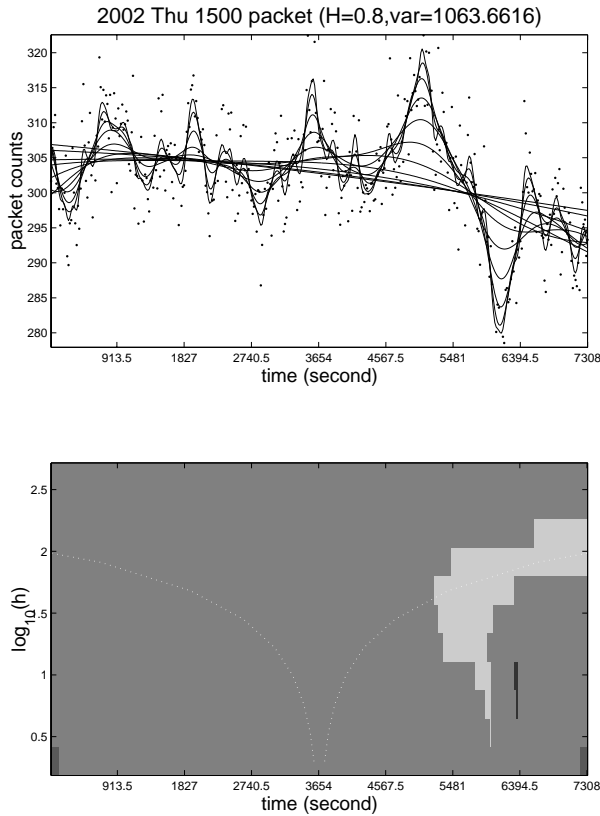 2002 Thu 1500 packet (H=0.8,var=1063.6616)
320
315
310
305
300
295
290
285
280
packet counts
913.5 1827 2740.5 3654 4567.5 5481 6394.5 7308
time (second)
2.5
2
1.5
1
0.5
log10(h)
913.5 1827 2740.5 3654 4567.5 5481 6394.5 7308
time (second)